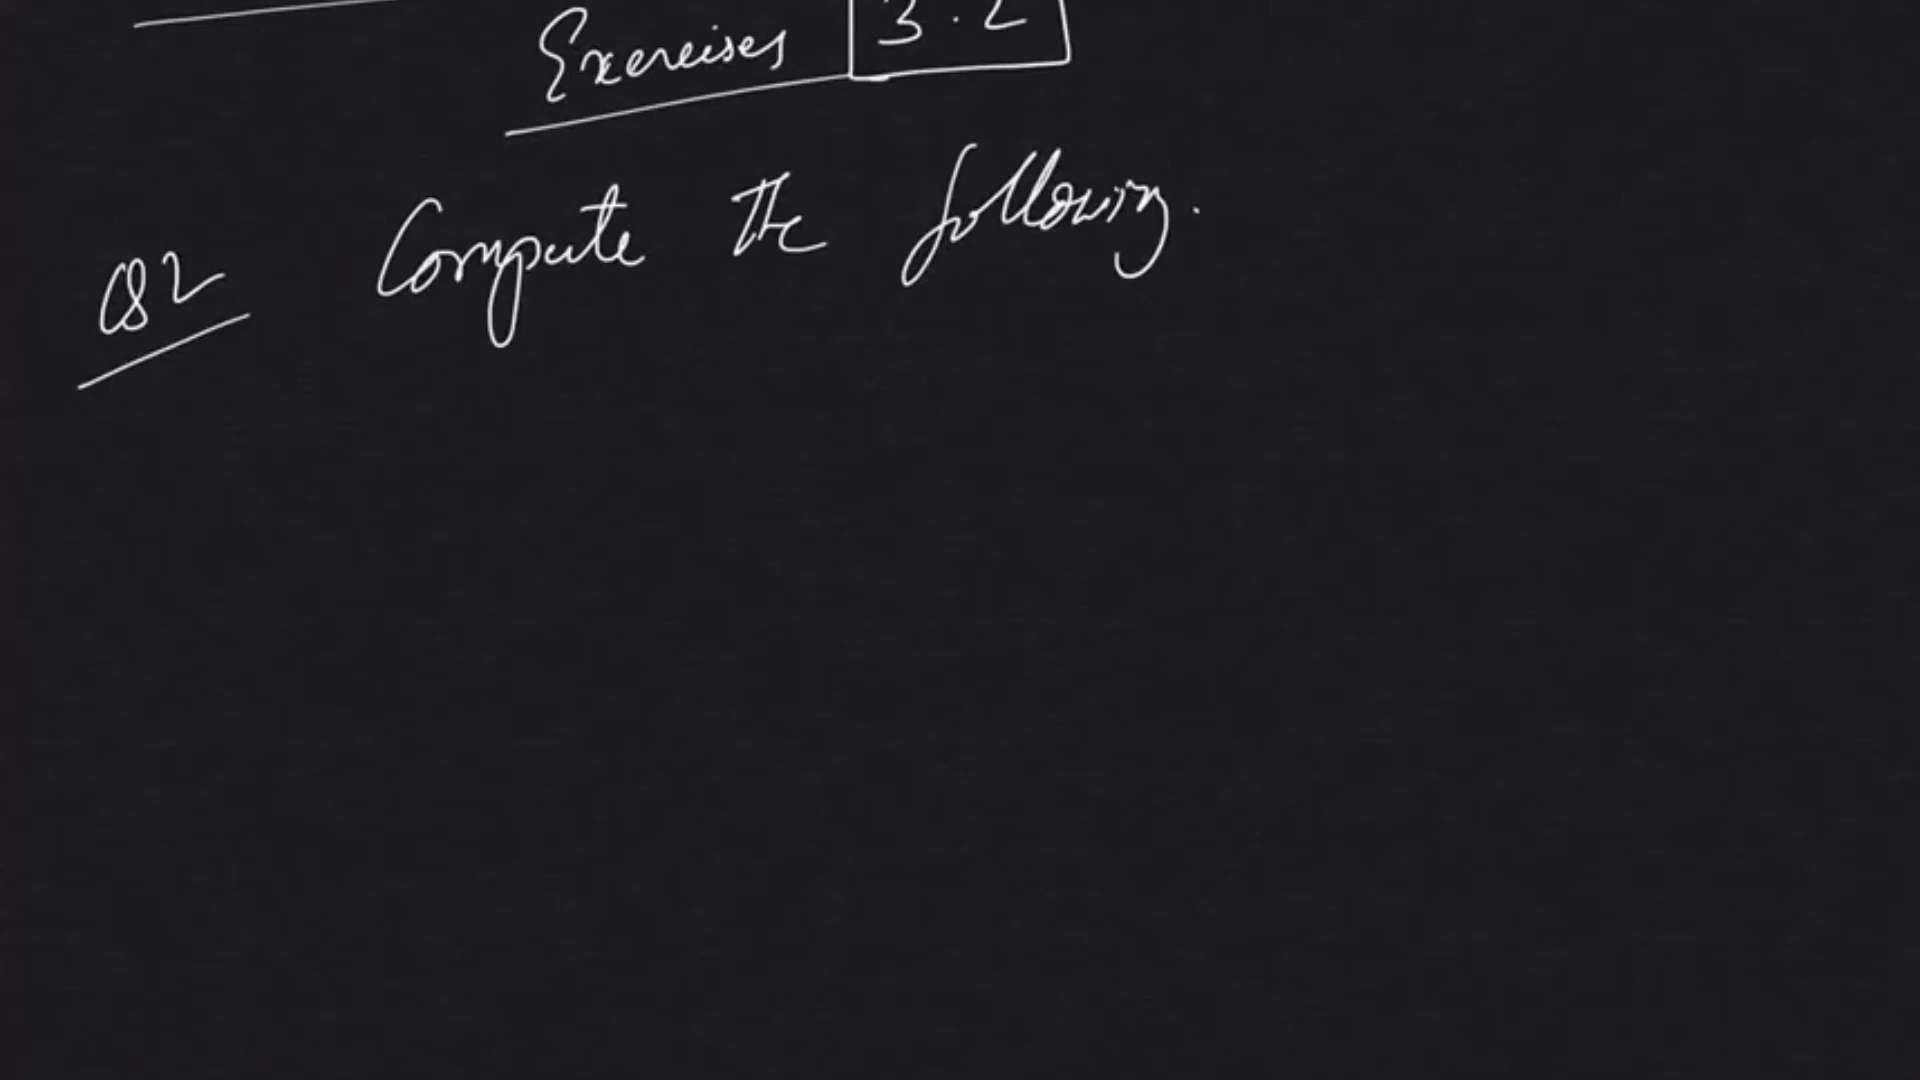 Exercises 3.2
Q2 Compute the following.